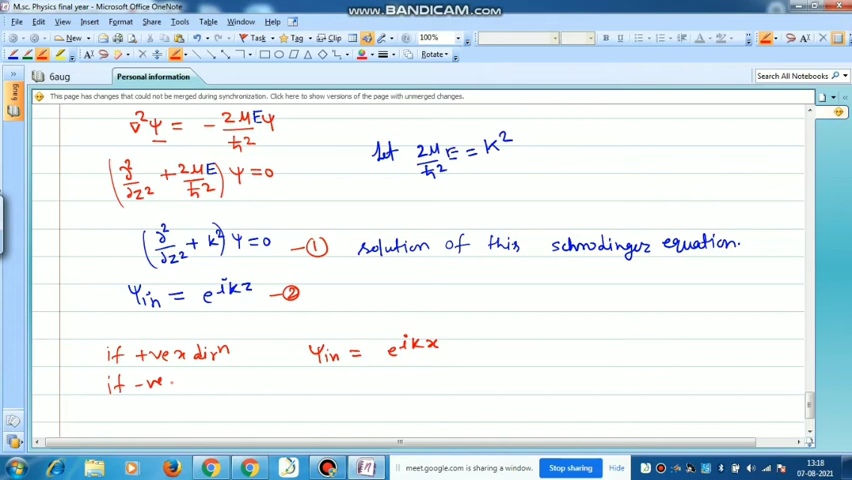 M.sc. Physics final year - Microsoft OneNote
www.BANDICAM.com
File Edit View Insert Format Share Tools Table Window Help
New Task Tag Clip 100% B U
Rotate
6aug Personal information Search All Notebooks
This page has changes that could not be merged during synchronization. Click here to show versions of the page with unmerged changes.
6aug
∇²ψ = - 2μEψ/ħ²
(∂²/∂z² + 2μE/ħ²) ψ = 0
Let 2μE/ħ² = K²
(∂²/∂z² + k²) ψ = 0 —① solution of this schrodinger equation.
ψin = e^ikz —②
if +ve x dirn ψin = e^ikx
if -ve
meet.google.com is sharing a window. Stop sharing Hide
13:18
07-08-2021